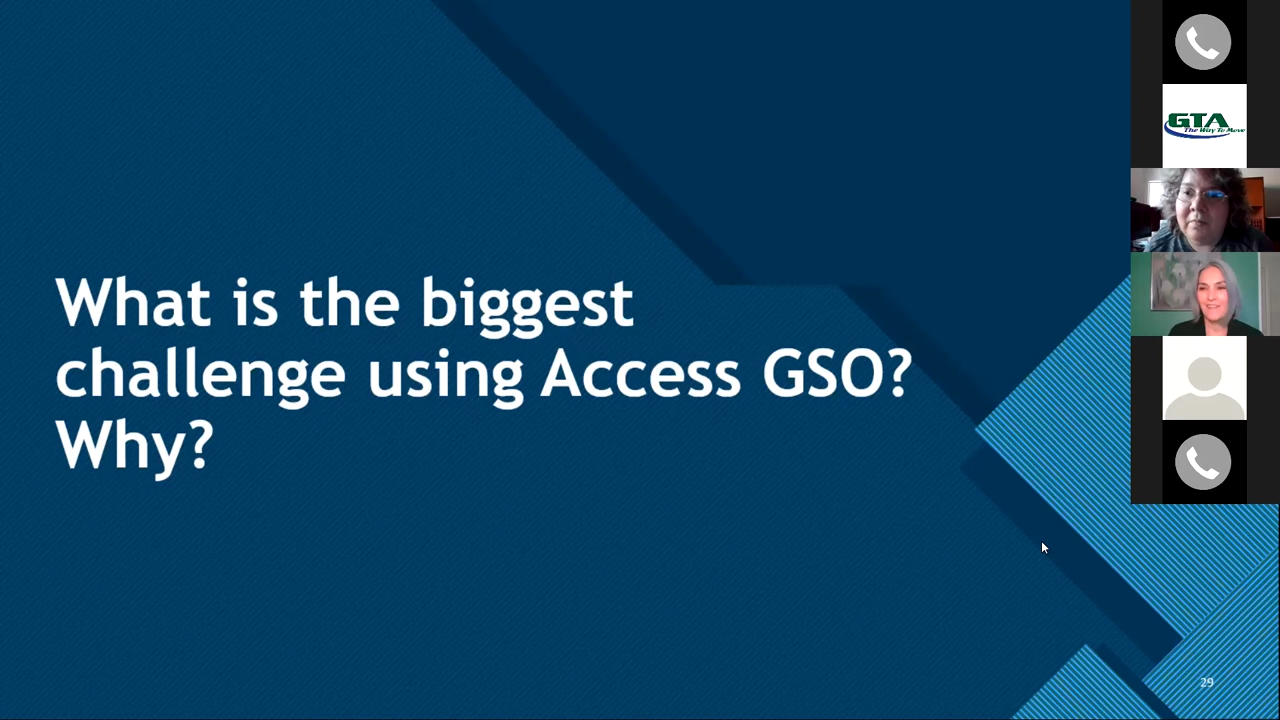 What is the biggest
challenge using Access GSO?
Why?
GTA
The Way To Move
29